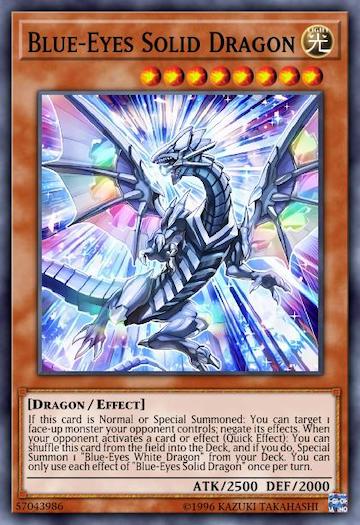 Blue-Eyes Solid Dragon
LIGHT
光
[Dragon / Effect]
If this card is Normal or Special Summoned: You can target 1
face-up monster your opponent controls; negate its effects. When
your opponent activates a card or effect (Quick Effect): You can
shuffle this card from the field into the Deck, and if you do, Special
Summon 1 "Blue-Eyes White Dragon" from your Deck. You can
only use each effect of "Blue-Eyes Solid Dragon" once per turn.
ATK/2500 DEF/2000
57043986
©1996 KAZUKI TAKAHASHI